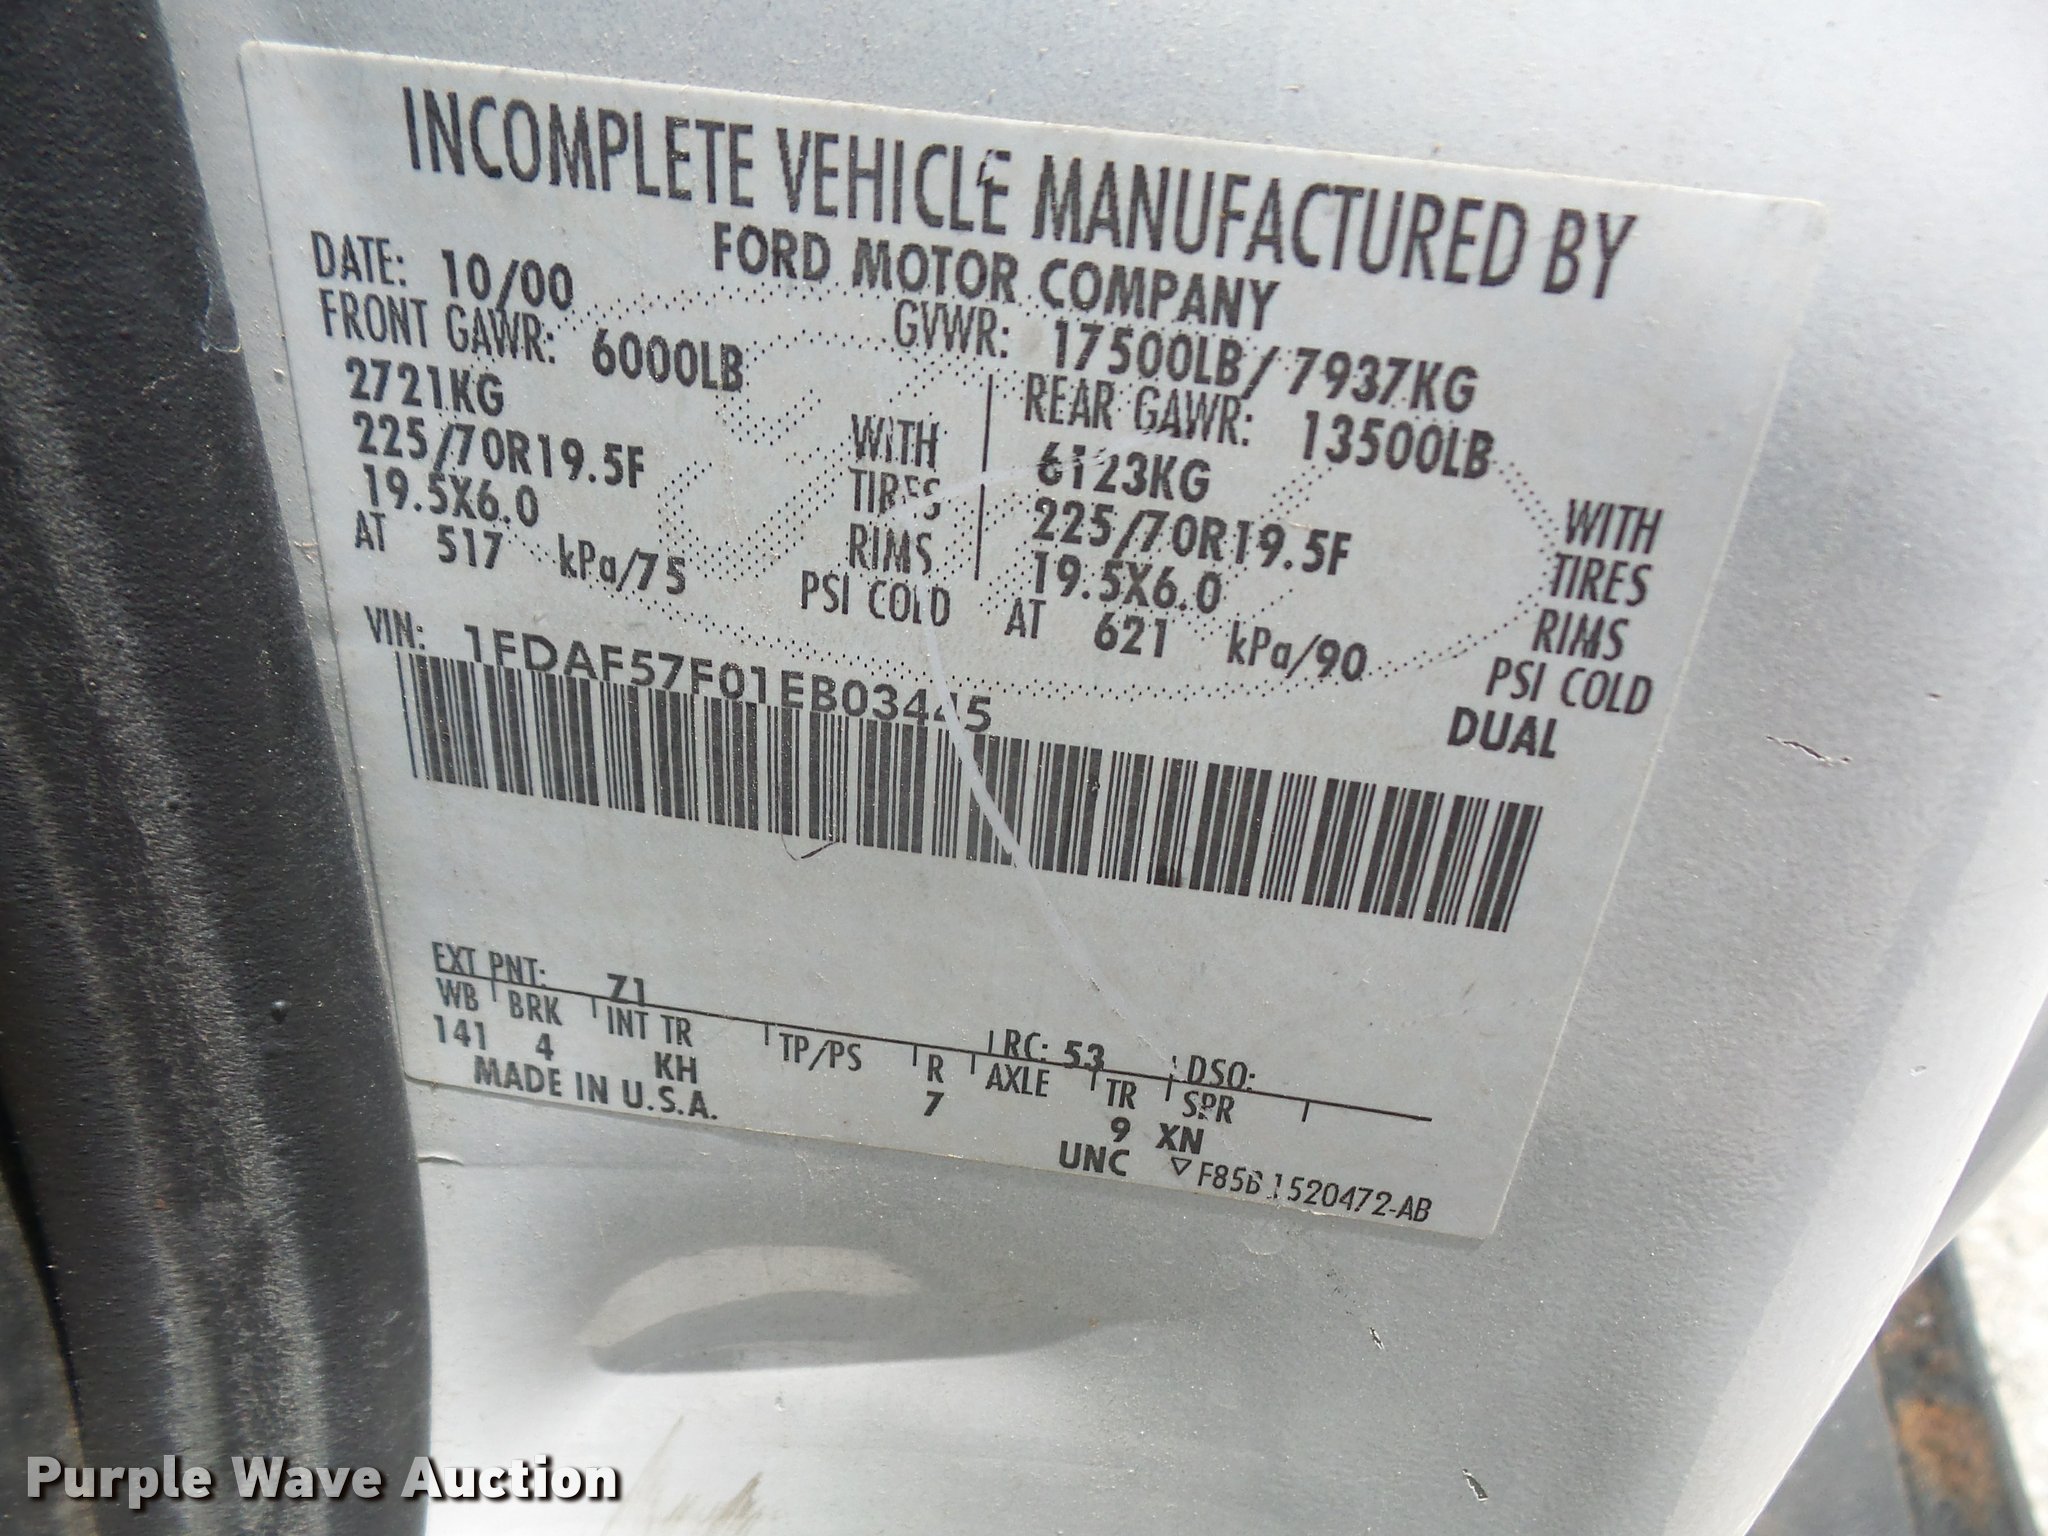 INCOMPLETE VEHICLE MANUFACTURED BY
FORD MOTOR COMPANY
DATE: 10/00 GVWR: 17500LB / 7937KG
FRONT GAWR: 6000LB REAR GAWR: 13500LB
2721KG WITH 6123KG WITH
225/70R19.5F TIRES 225/70R19.5F TIRES
19.5X6.0 RIMS 19.5X6.0 RIMS
AT 517 kPa/75 PSI COLD AT 621 kPa/90 PSI COLD
DUAL
VIN: 1FDAF57F01EB03445
EXT PNT: Z1 RC: 53 DSO:
WB BRK INT TR TP/PS R AXLE TR SPR
141 4 KH 7 9 XN
MADE IN U.S.A. UNC
▽ F85B 1520472-AB
Purple Wave Auction